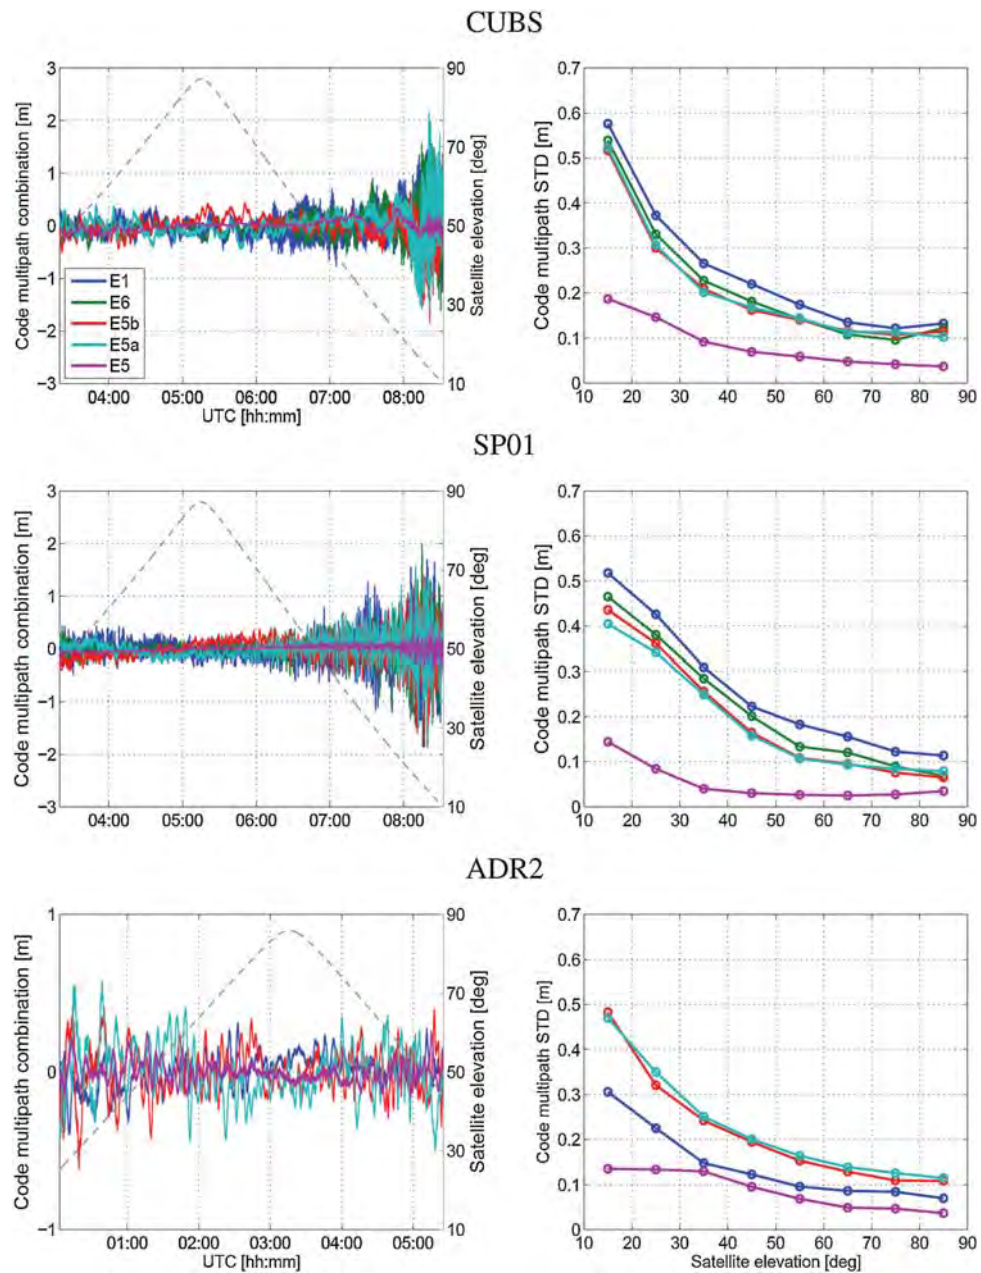 CUBS
Code multipath combination [m]
3
2
1
0
−1
−2
−3
E1
E6
E5b
E5a
E5
04:00 05:00 06:00 07:00 08:00
UTC [hh:mm]
90
70
50
30
10
Satellite elevation [deg]
Code multipath STD [m]
0.7
0.6
0.5
0.4
0.3
0.2
0.1
0
10 20 30 40 50 60 70 80 90
SP01
Code multipath combination [m]
3
2
1
0
−1
−2
−3
04:00 05:00 06:00 07:00 08:00
90
70
50
30
10
Satellite elevation [deg]
Code multipath STD [m]
0.7
0.6
0.5
0.4
0.3
0.2
0.1
0
10 20 30 40 50 60 70 80 90
ADR2
Code multipath combination [m]
1
0
−1
01:00 02:00 03:00 04:00 05:00
UTC [hh:mm]
90
70
50
30
10
Satellite elevation [deg]
Code multipath STD [m]
0.7
0.6
0.5
0.4
0.3
0.2
0.1
0
10 20 30 40 50 60 70 80 90
Satellite elevation [deg]